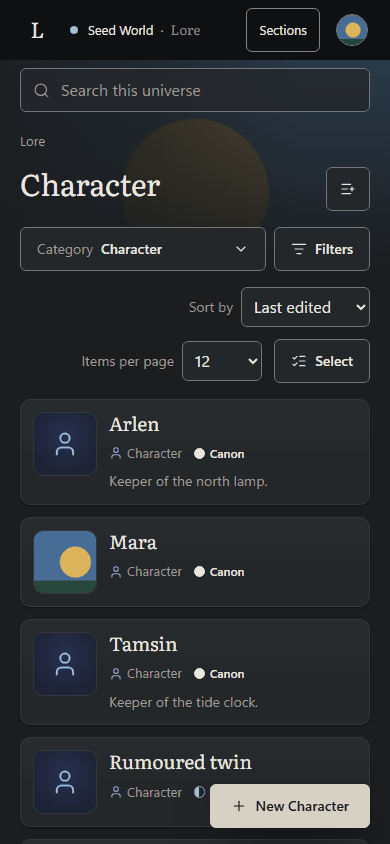 L Seed World · Lore Sections
Search this universe
Lore
Character
Category Character Filters
Sort by Last edited
Items per page 12 Select
Arlen
Character Canon
Keeper of the north lamp.
Mara
Character Canon
Tamsin
Character Canon
Keeper of the tide clock.
Rumoured twin
Character
New Character